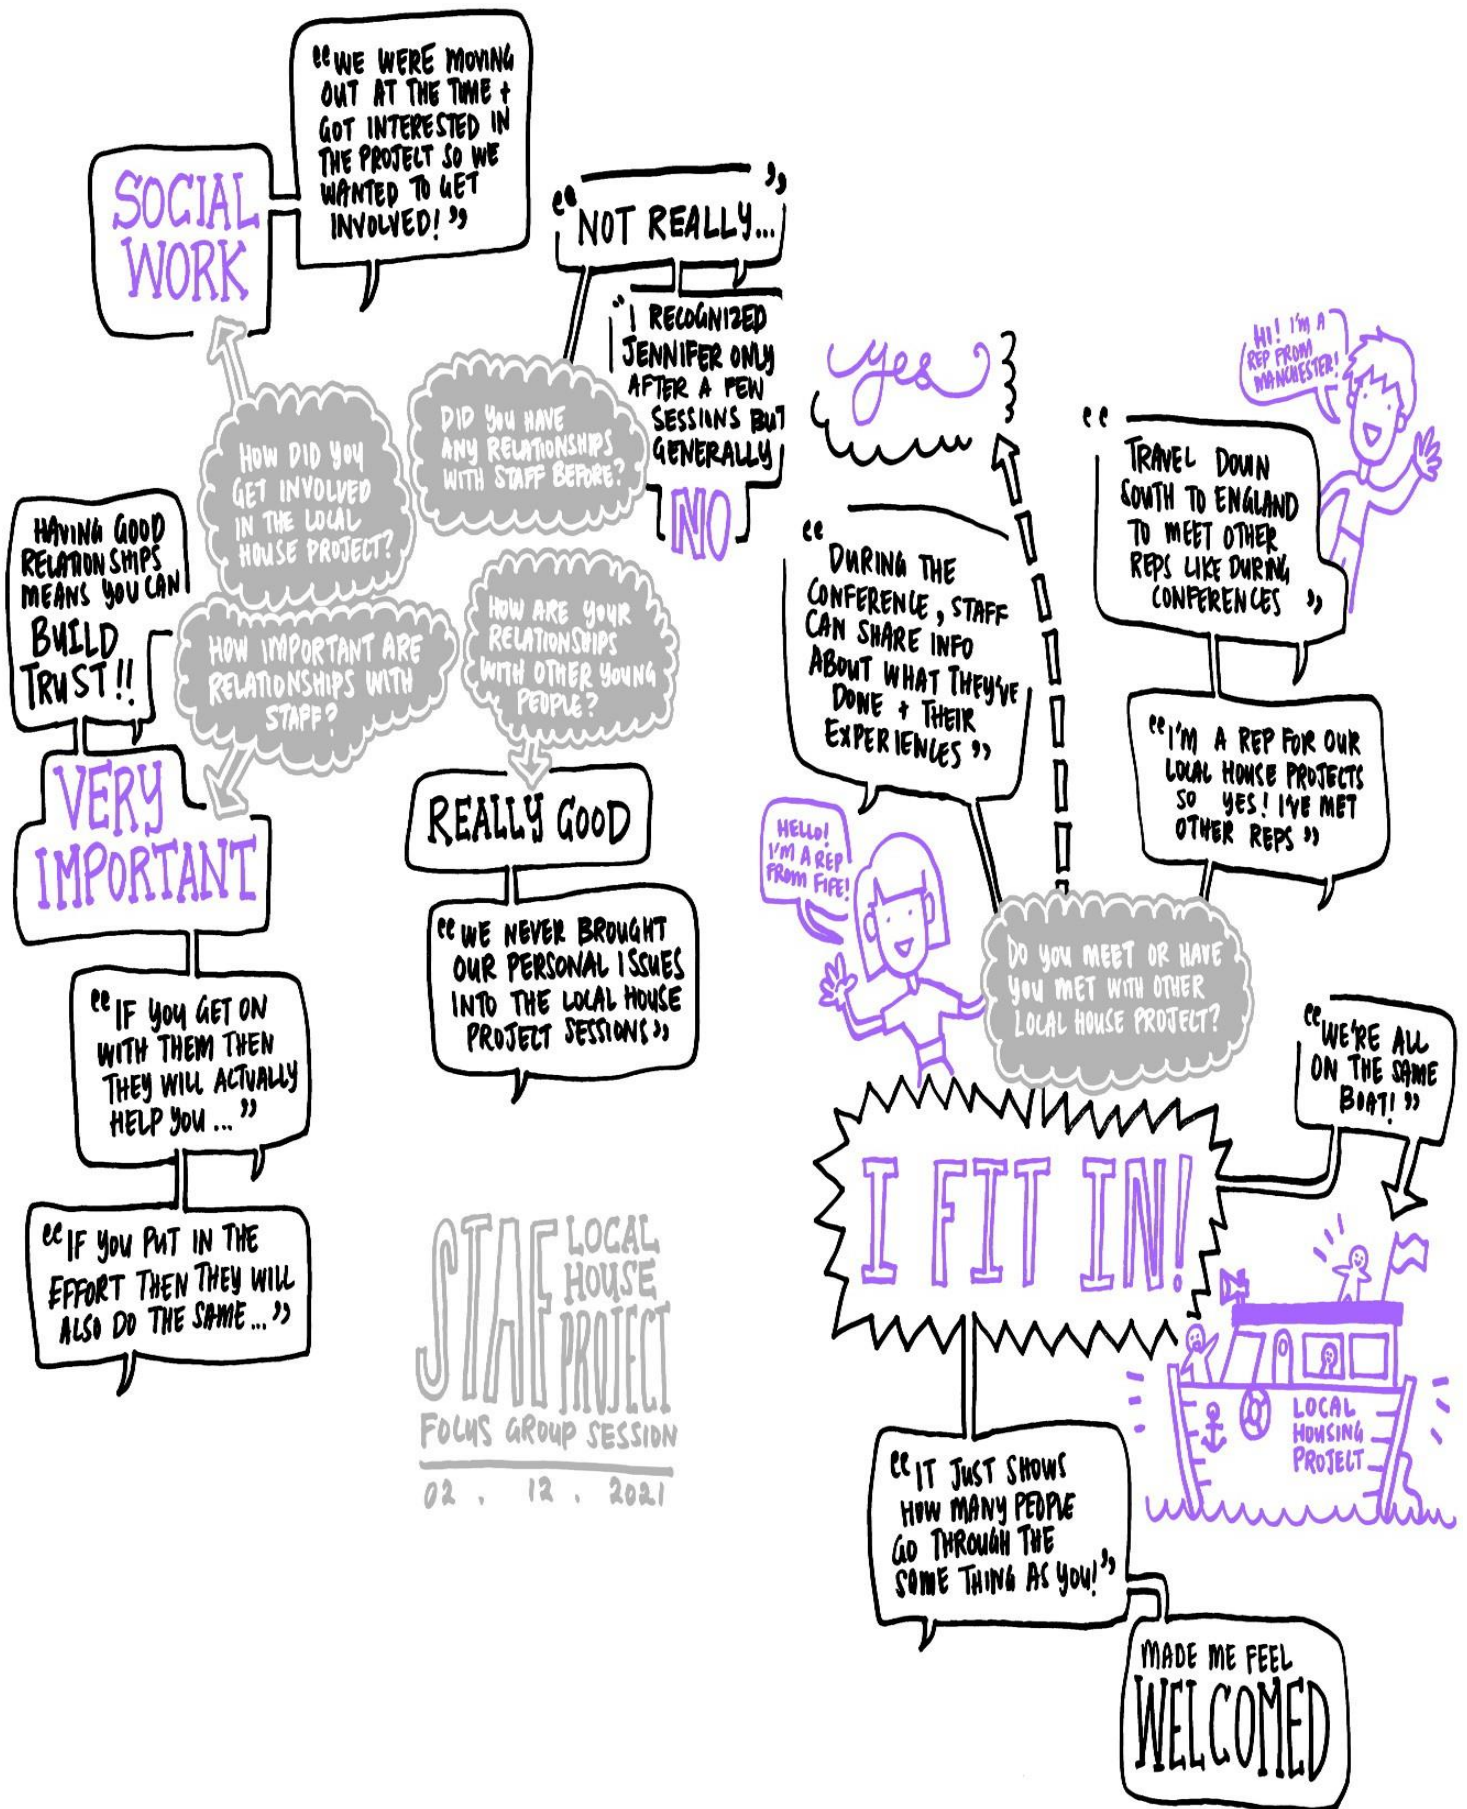 “WE WERE MOVING
OUT AT THE TIME +
GOT INTERESTED IN
THE PROJECT SO WE
WANTED TO GET
INVOLVED!”
SOCIAL
WORK
“NOT REALLY...”
“I RECOGNIZED
JENNIFER ONLY
AFTER A FEW
SESSIONS BUT
GENERALLY
NO
HOW DID YOU
GET INVOLVED
IN THE LOCAL
HOUSE PROJECT?
DID YOU HAVE
ANY RELATIONSHIPS
WITH STAFF BEFORE?
HAVING GOOD
RELATIONSHIPS
MEANS YOU CAN
BUILD
TRUST!!
HOW IMPORTANT ARE
RELATIONSHIPS WITH
STAFF?
VERY
IMPORTANT
“IF YOU GET ON
WITH THEM THEN
THEY WILL ACTUALLY
HELP YOU...”
“IF YOU PUT IN THE
EFFORT THEN THEY WILL
ALSO DO THE SAME...”
HOW ARE YOUR
RELATIONSHIPS
WITH OTHER YOUNG
PEOPLE?
REALLY GOOD
“WE NEVER BROUGHT
OUR PERSONAL ISSUES
INTO THE LOCAL HOUSE
PROJECT SESSIONS”
STAF LOCAL
HOUSE
PROJECT
FOCUS GROUP SESSION
02 . 12 . 2021
yes
HI! I'M A
REP FROM
MANCHESTER!
“TRAVEL DOWN
SOUTH TO ENGLAND
TO MEET OTHER
REPS LIKE DURING
CONFERENCES”
“DURING THE
CONFERENCE, STAFF
CAN SHARE INFO
ABOUT WHAT THEY'VE
DONE + THEIR
EXPERIENCES”
“I'M A REP FOR OUR
LOCAL HOUSE PROJECTS
SO YES! I'VE MET
OTHER REPS”
HELLO!
I'M A REP
FROM FIFE!
DO YOU MEET OR HAVE
YOU MET WITH OTHER
LOCAL HOUSE PROJECT?
“WE'RE ALL
ON THE SAME
BOAT!”
I FIT IN!
LOCAL
HOUSING
PROJECT
“IT JUST SHOWS
HOW MANY PEOPLE
GO THROUGH THE
SOME THING AS YOU!”
MADE ME FEEL
WELCOMED